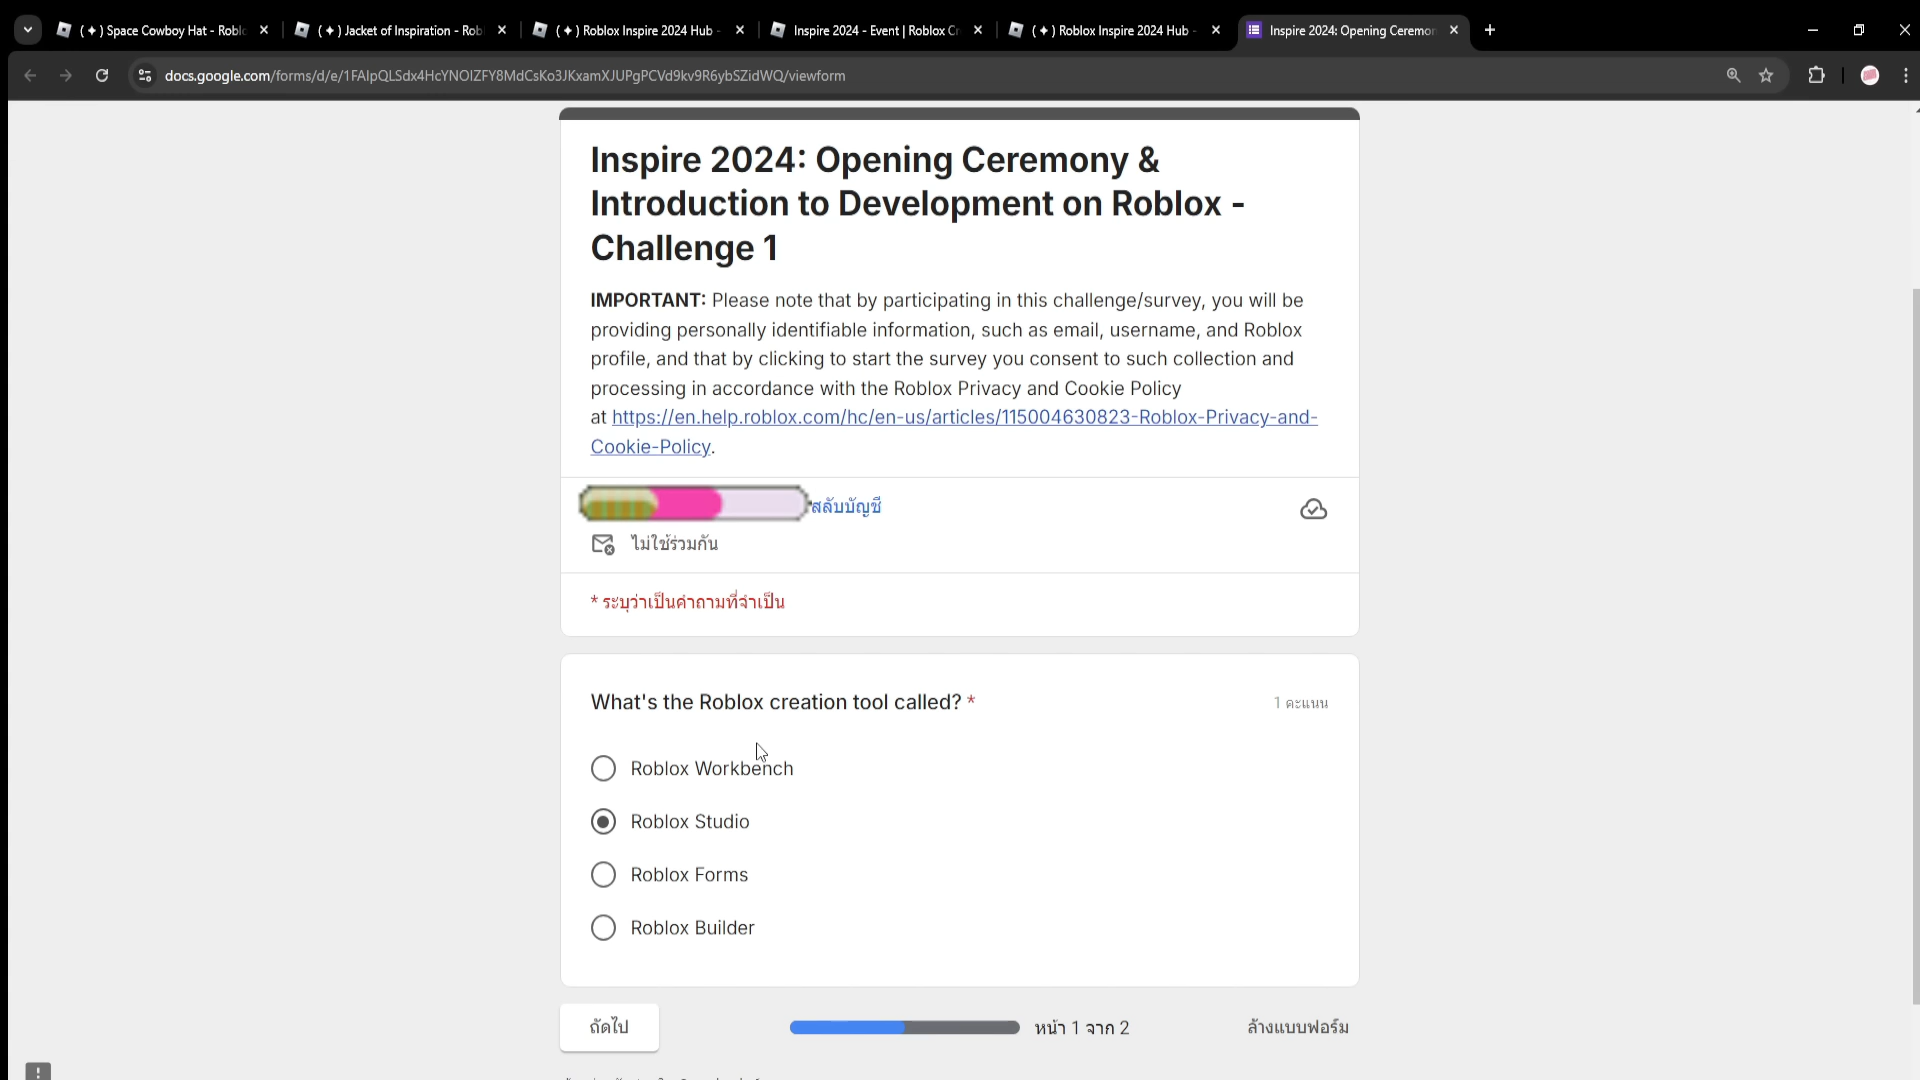 ( ✦ ) Space Cowboy Hat - Roblo
( ✦ ) Jacket of Inspiration - Rob
( ✦ ) Roblox Inspire 2024 Hub -
Inspire 2024 - Event | Roblox Cr
( ✦ ) Roblox Inspire 2024 Hub -
Inspire 2024: Opening Ceremon
docs.google.com/forms/d/e/1FAIpQLSdx4HcYNOIZFY8MdCsKo3JKxamXJUPgPCVd9kv9R6ybSZidWQ/viewform
Inspire 2024: Opening Ceremony &
Introduction to Development on Roblox -
Challenge 1
IMPORTANT: Please note that by participating in this challenge/survey, you will be
providing personally identifiable information, such as email, username, and Roblox
profile, and that by clicking to start the survey you consent to such collection and
processing in accordance with the Roblox Privacy and Cookie Policy
at https://en.help.roblox.com/hc/en-us/articles/115004630823-Roblox-Privacy-and-
Cookie-Policy.
สลับบัญชี
ไม่ใช้ร่วมกัน
* ระบุว่าเป็นคำถามที่จำเป็น
What's the Roblox creation tool called? *
1 คะแนน
Roblox Workbench
Roblox Studio
Roblox Forms
Roblox Builder
ถัดไป
หน้า 1 จาก 2
ล้างแบบฟอร์ม